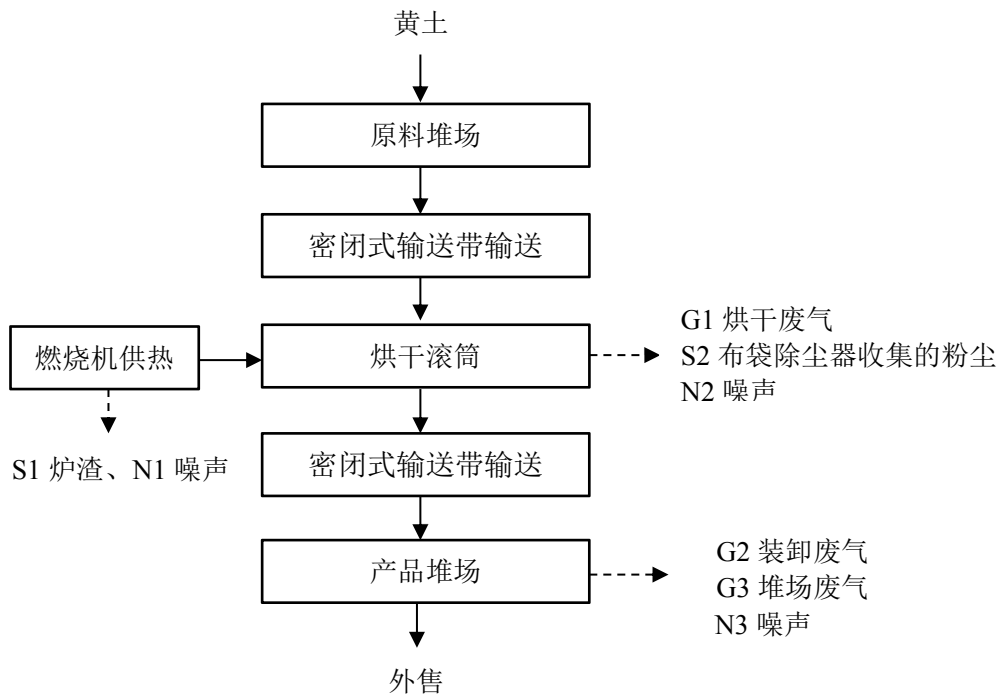 黄土
原料堆场
密闭式输送带输送
燃烧机供热
烘干滚筒
G1 烘干废气
S2 布袋除尘器收集的粉尘
N2 噪声
S1 炉渣、N1 噪声
密闭式输送带输送
产品堆场
G2 装卸废气
G3 堆场废气
N3 噪声
外售